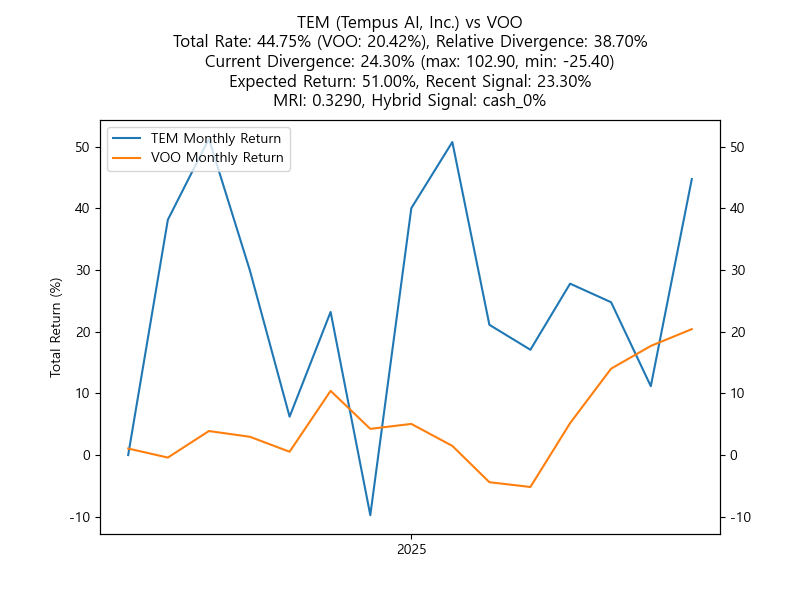 TEM (Tempus AI, Inc.) vs VOO
Total Rate: 44.75% (VOO: 20.42%), Relative Divergence: 38.70%
Current Divergence: 24.30% (max: 102.90, min: -25.40)
Expected Return: 51.00%, Recent Signal: 23.30%
MRI: 0.3290, Hybrid Signal: cash_0%
TEM Monthly Return
VOO Monthly Return
Total Return (%)
50
40
30
20
10
0
-10
50
40
30
20
10
0
-10
2025